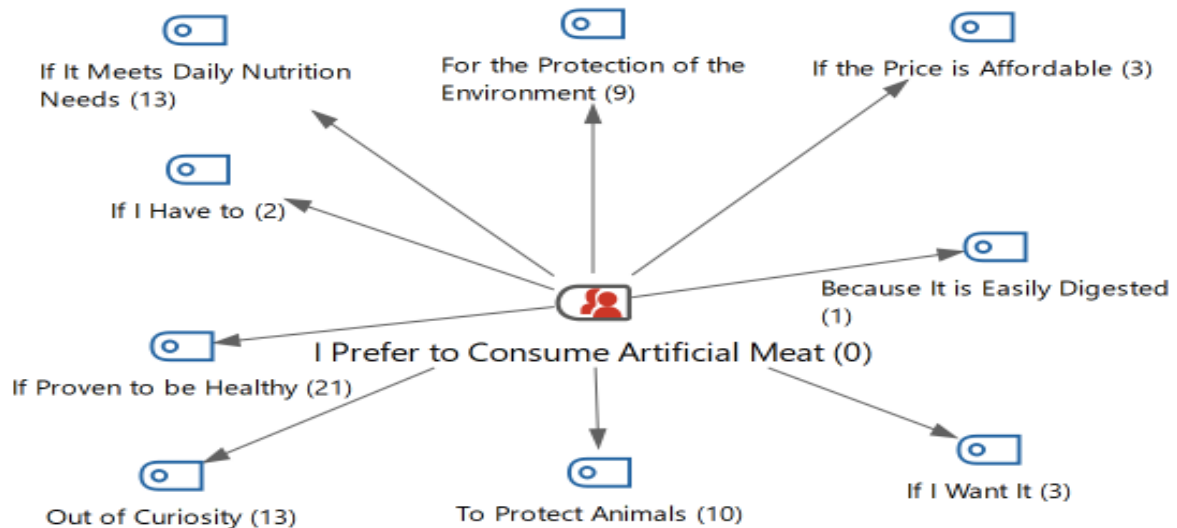 If It Meets Daily Nutrition
Needs (13)
For the Protection of the
Environment (9)
If the Price is Affordable (3)
If I Have to (2)
Because It is Easily Digested
(1)
I Prefer to Consume Artificial Meat (0)
If Proven to be Healthy (21)
Out of Curiosity (13)
To Protect Animals (10)
If I Want It (3)